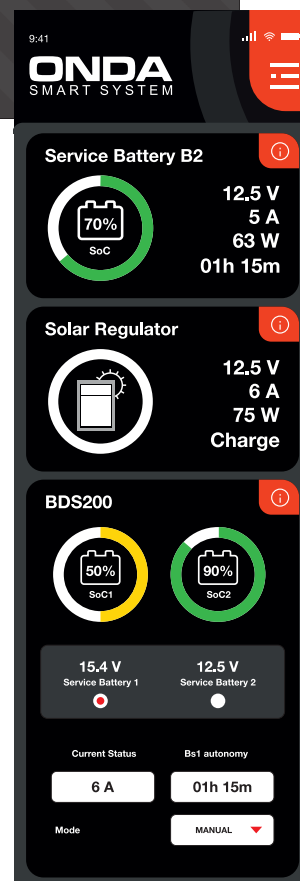 9:41
ONDA
SMART SYSTEM
Service Battery B2
70%
SoC
12.5 V
5 A
63 W
01h 15m
Solar Regulator
12.5 V
6 A
75 W
Charge
BDS200
50%
SoC1
90%
SoC2
15.4 V
Service Battery 1
12.5 V
Service Battery 2
Current Status
Bs1 autonomy
6 A
01h 15m
Mode
MANUAL